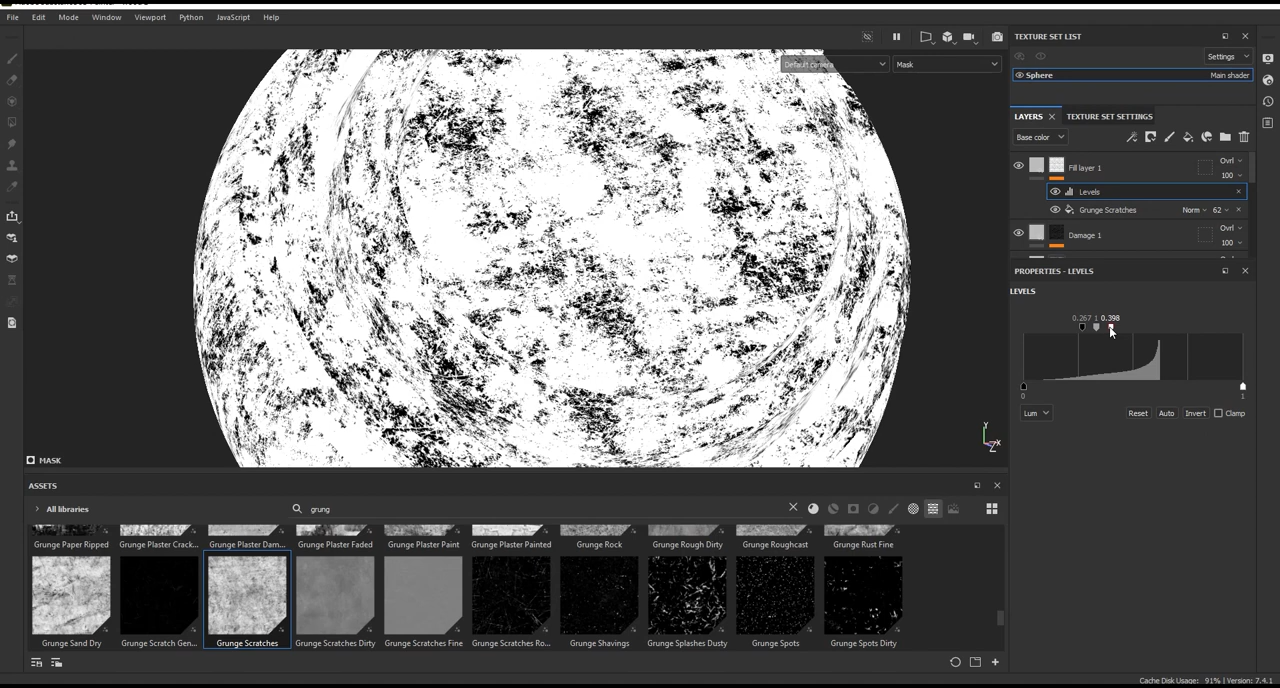 File Edit Mode Window Viewport Python JavaScript Help
Default camera Mask
TEXTURE SET LIST
Settings
Sphere Main shader
LAYERS TEXTURE SET SETTINGS
Base color
Fill layer 1 Ovrl 100
Levels
Grunge Scratches Norm 62
Damage 1 Ovrl 100
PROPERTIES - LEVELS
LEVELS
0.267 1 0.398
0 1
Lum Reset Auto Invert Clamp
Y
X
Z
MASK
ASSETS
All libraries grung
Grunge Paper Ripped Grunge Plaster Crack... Grunge Plaster Dam... Grunge Plaster Faded Grunge Plaster Paint Grunge Plaster Painted Grunge Rock Grunge Rough Dirty Grunge Roughcast Grunge Rust Fine
Grunge Sand Dry Grunge Scratch Gen... Grunge Scratches Grunge Scratches Dirty Grunge Scratches Fine Grunge Scratches Ro... Grunge Shavings Grunge Splashes Dusty Grunge Spots Grunge Spots Dirty
Cache Disk Usage: 91% | Version: 7.4.1